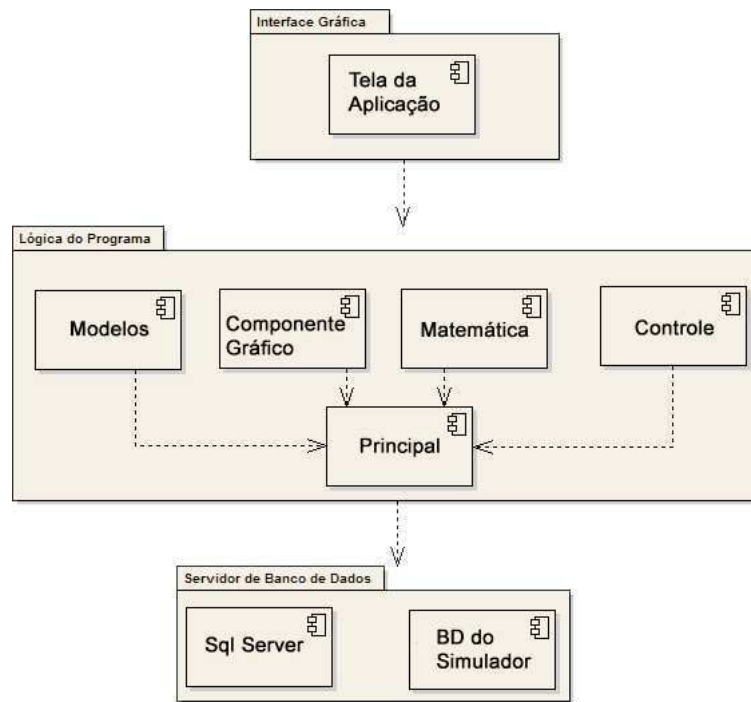 Interface Gráfica
Tela da
Aplicação
Lógica do Programa
Modelos
Componente
Gráfico
Matemática
Controle
Principal
Servidor de Banco de Dados
Sql Server
BD do
Simulador